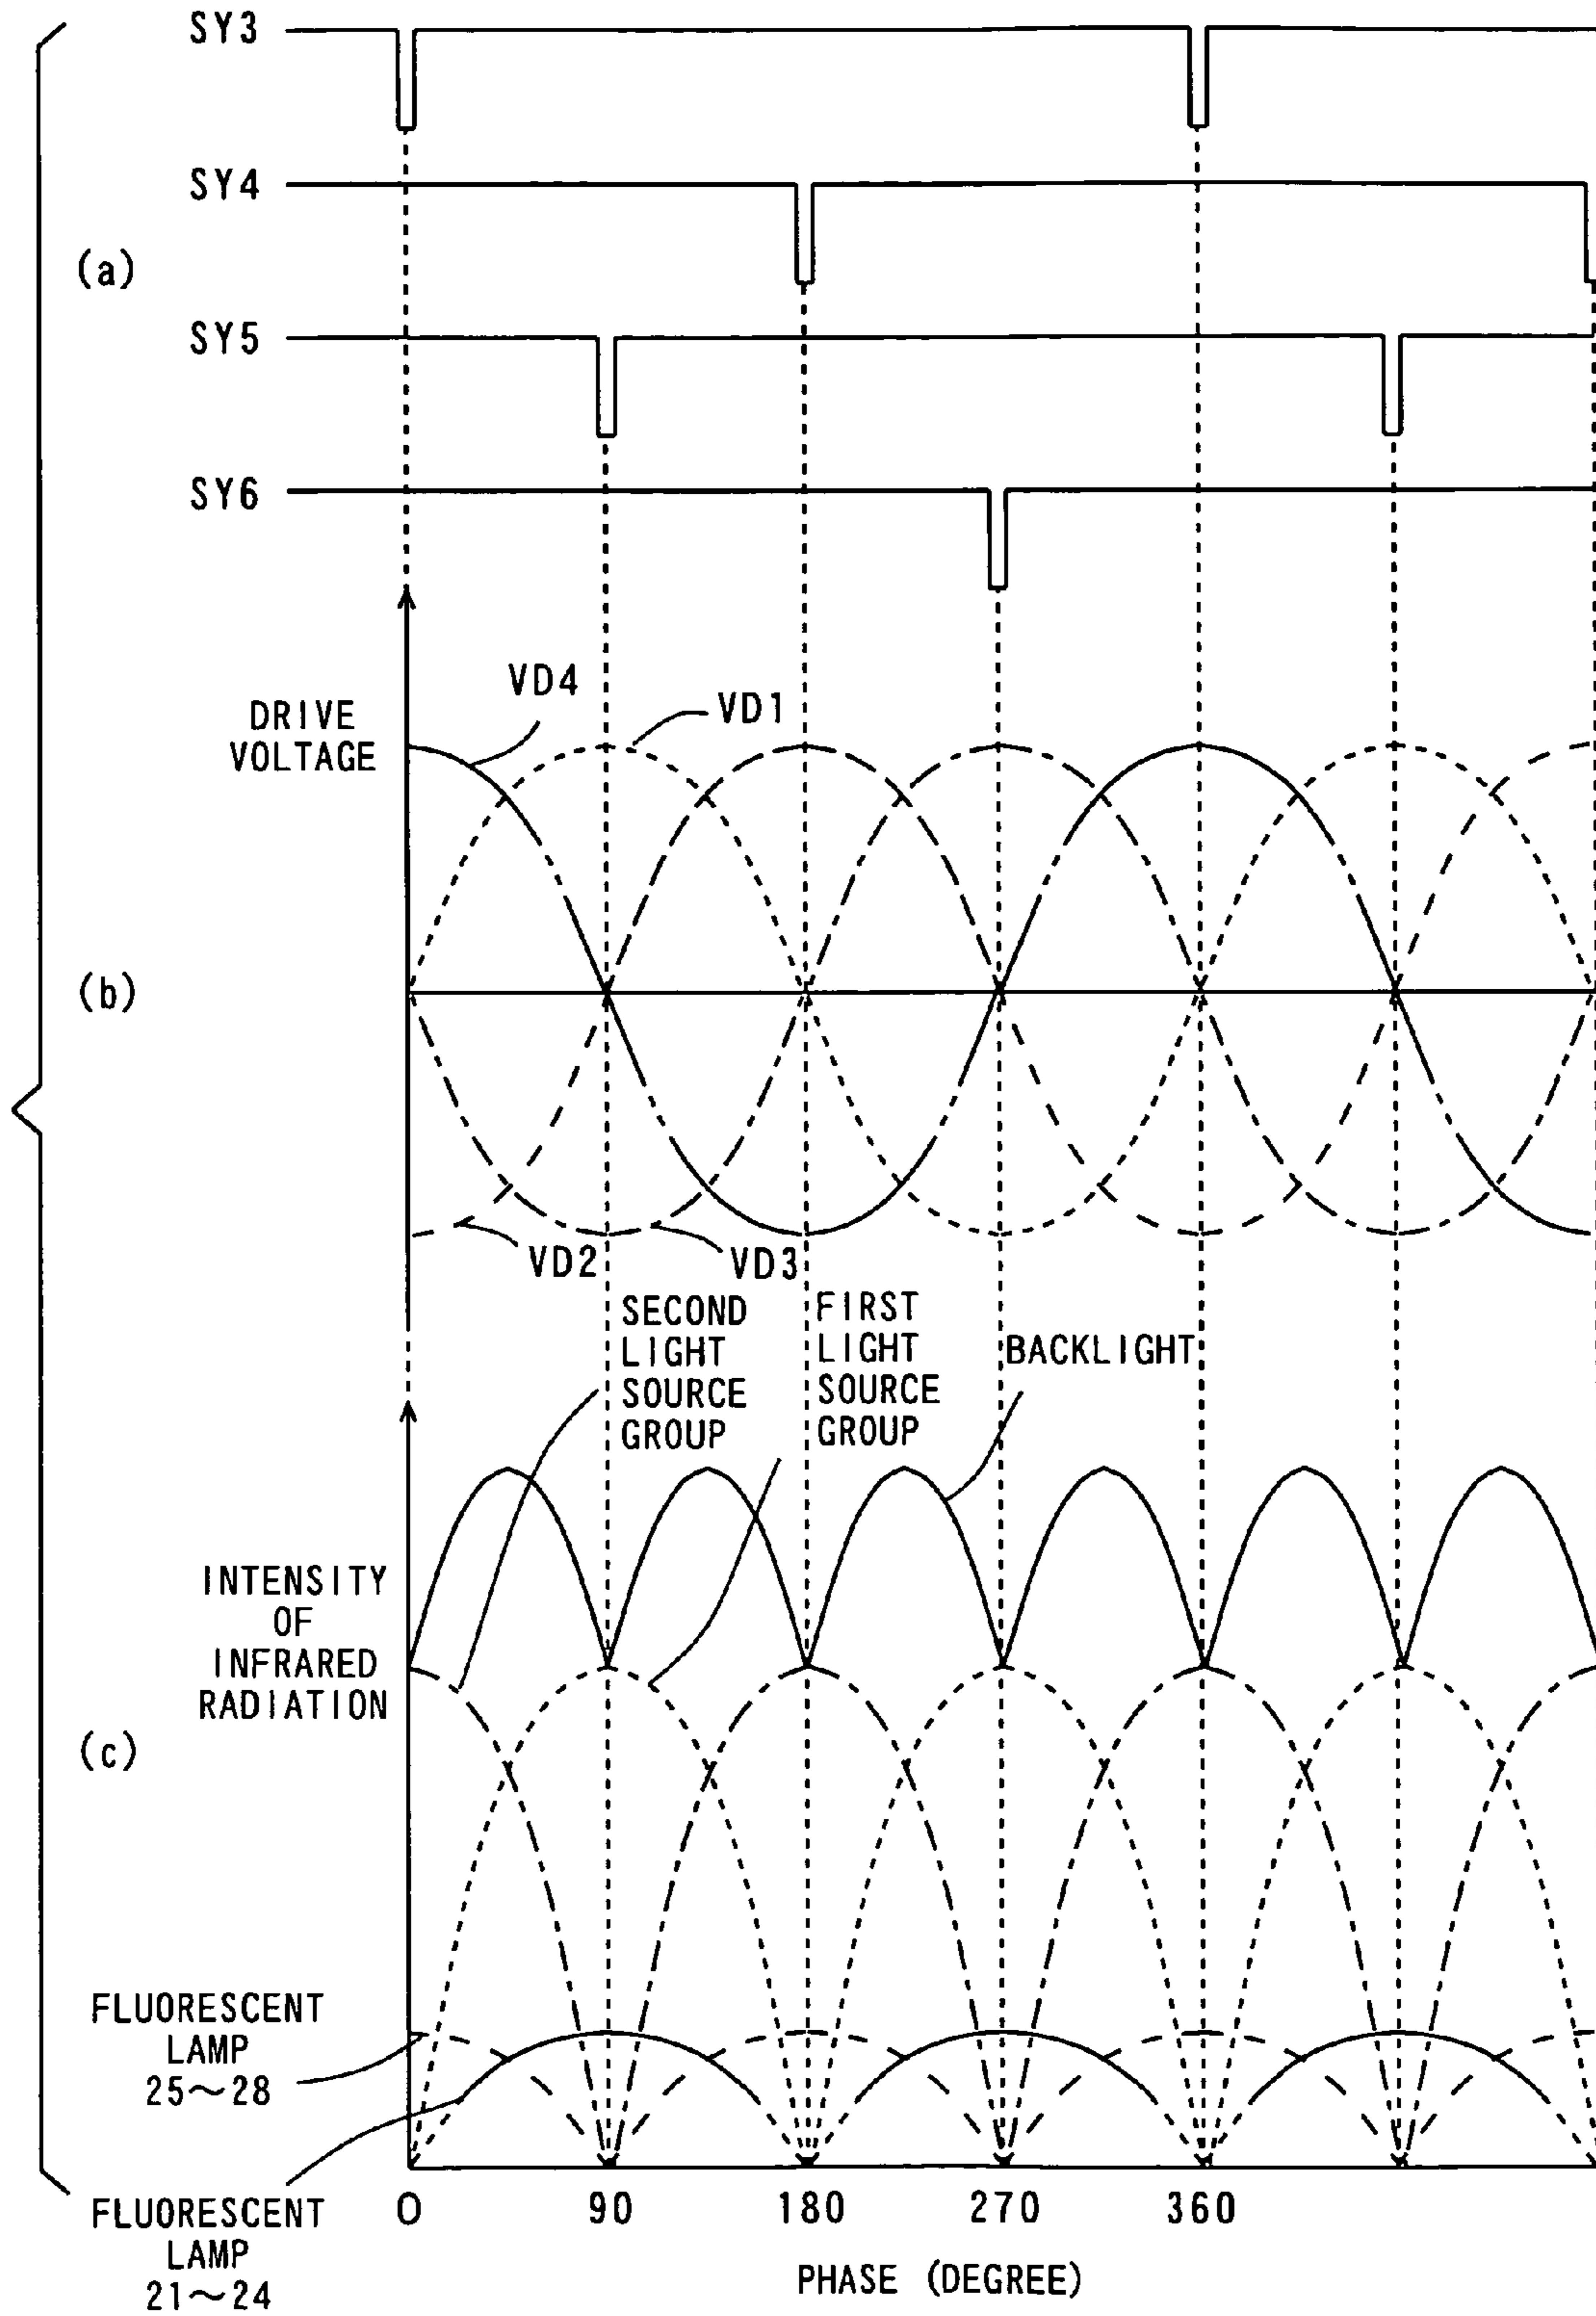 SY3
SY4
(a)
SY5
SY6
VD4
VD1
DRIVE
VOLTAGE
(b)
VD2
VD3
SECOND
LIGHT
SOURCE
GROUP
FIRST
LIGHT
SOURCE
GROUP
BACKLIGHT
INTENSITY
OF
INFRARED
RADIATION
(c)
FLUORESCENT
LAMP
25～28
FLUORESCENT
LAMP
21～24
0 90 180 270 360
PHASE (DEGREE)